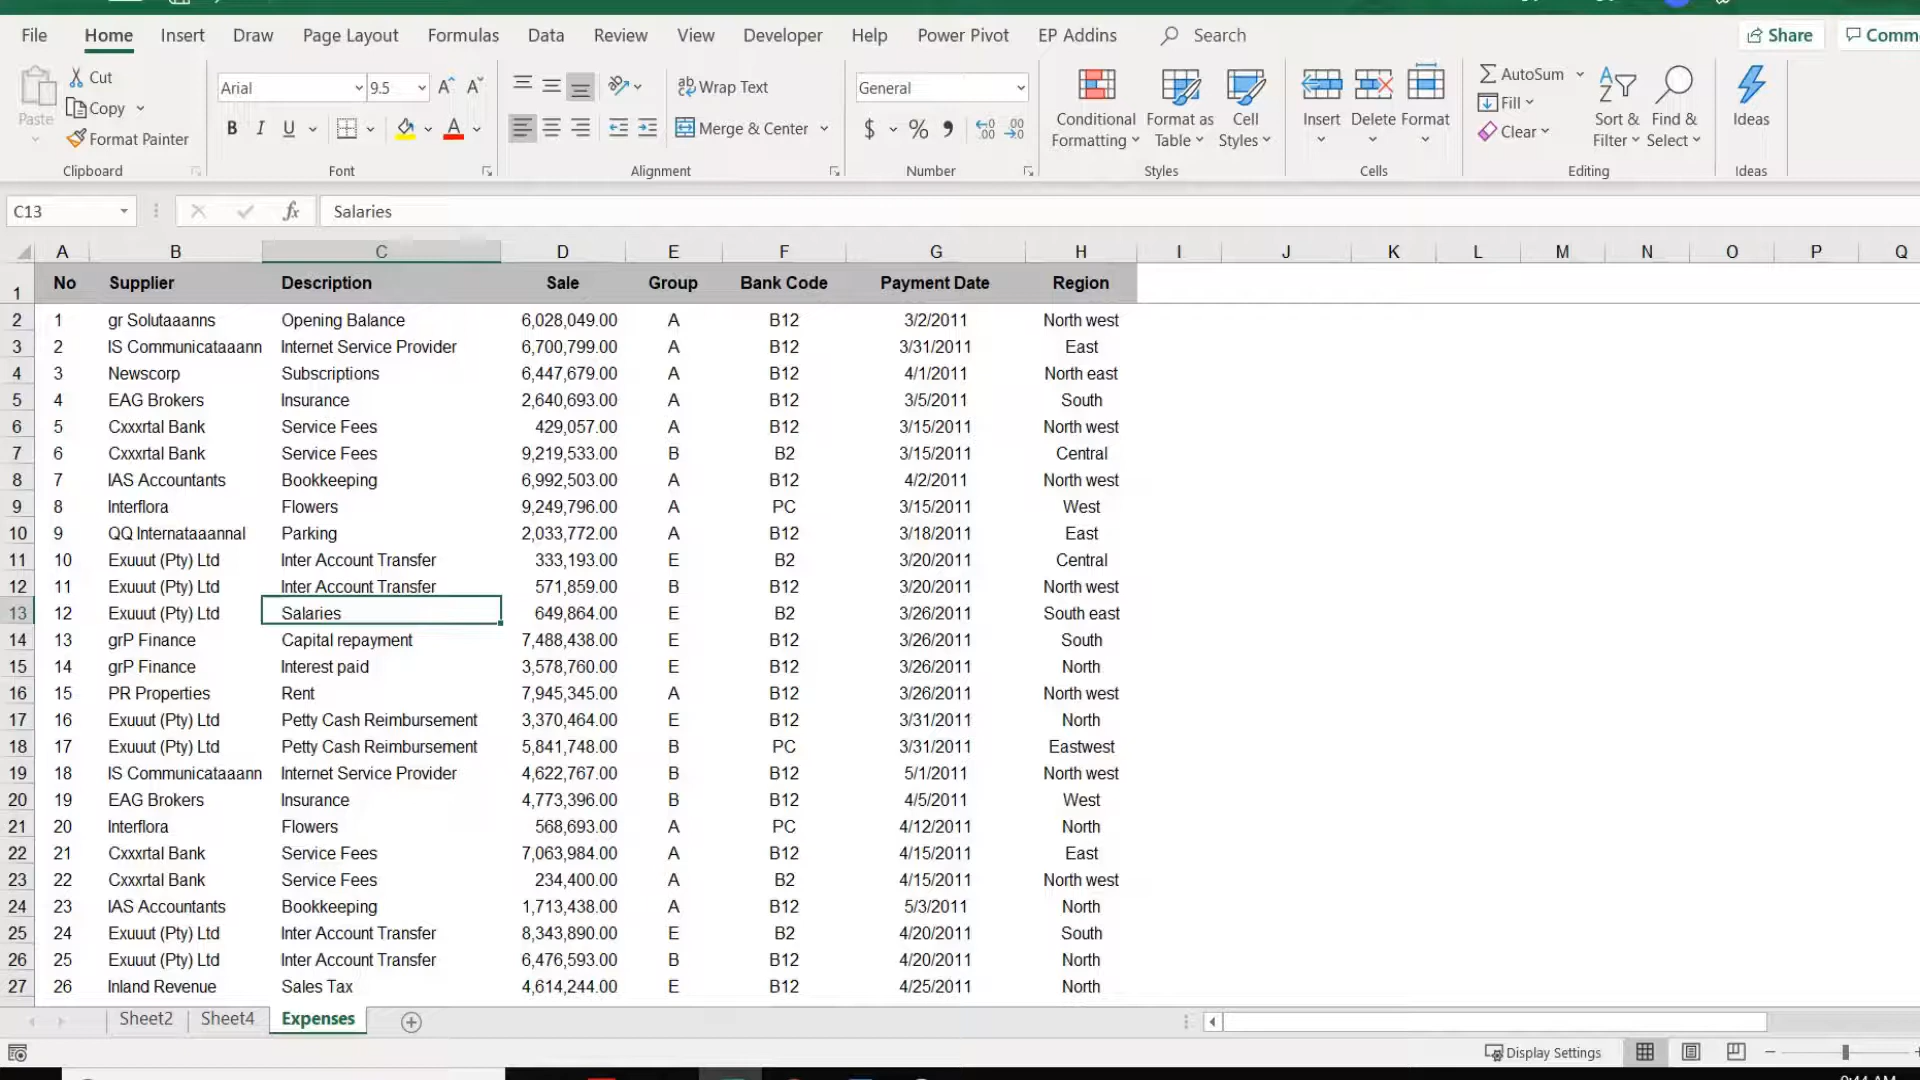 File Home Insert Draw Page Layout Formulas Data Review View Developer Help Power Pivot EP Addins Search Share Comm
Cut
Copy
Format Painter
Paste
Clipboard
Arial 9.5
B I U
Font
Wrap Text
Merge & Center
Alignment
General
$ %
Number
Conditional Formatting
Format as Table
Cell Styles
Styles
Insert Delete Format
Cells
AutoSum
Fill
Clear
Sort & Filter
Find & Select
Editing
Ideas
Ideas
C13 fx Salaries
A B C D E F G H I J K L M N O P Q
1 No Supplier Description Sale Group Bank Code Payment Date Region
2 1 gr Solutaaanns Opening Balance 6,028,049.00 A B12 3/2/2011 North west
3 2 IS Communicataaann Internet Service Provider 6,700,799.00 A B12 3/31/2011 East
4 3 Newscorp Subscriptions 6,447,679.00 A B12 4/1/2011 North east
5 4 EAG Brokers Insurance 2,640,693.00 A B12 3/5/2011 South
6 5 Cxxxrtal Bank Service Fees 429,057.00 A B12 3/15/2011 North west
7 6 Cxxxrtal Bank Service Fees 9,219,533.00 B B2 3/15/2011 Central
8 7 IAS Accountants Bookkeeping 6,992,503.00 A B12 4/2/2011 North west
9 8 Interflora Flowers 9,249,796.00 A PC 3/15/2011 West
10 9 QQ Internataaannal Parking 2,033,772.00 A B12 3/18/2011 East
11 10 Exuuut (Pty) Ltd Inter Account Transfer 333,193.00 E B2 3/20/2011 Central
12 11 Exuuut (Pty) Ltd Inter Account Transfer 571,859.00 B B12 3/20/2011 North west
13 12 Exuuut (Pty) Ltd Salaries 649,864.00 E B2 3/26/2011 South east
14 13 grP Finance Capital repayment 7,488,438.00 E B12 3/26/2011 South
15 14 grP Finance Interest paid 3,578,760.00 E B12 3/26/2011 North
16 15 PR Properties Rent 7,945,345.00 A B12 3/26/2011 North west
17 16 Exuuut (Pty) Ltd Petty Cash Reimbursement 3,370,464.00 E B12 3/31/2011 North
18 17 Exuuut (Pty) Ltd Petty Cash Reimbursement 5,841,748.00 B PC 3/31/2011 Eastwest
19 18 IS Communicataaann Internet Service Provider 4,622,767.00 B B12 5/1/2011 North west
20 19 EAG Brokers Insurance 4,773,396.00 B B12 4/5/2011 West
21 20 Interflora Flowers 568,693.00 A PC 4/12/2011 North
22 21 Cxxxrtal Bank Service Fees 7,063,984.00 A B12 4/15/2011 East
23 22 Cxxxrtal Bank Service Fees 234,400.00 A B2 4/15/2011 North west
24 23 IAS Accountants Bookkeeping 1,713,438.00 A B12 5/3/2011 North
25 24 Exuuut (Pty) Ltd Inter Account Transfer 8,343,890.00 E B2 4/20/2011 South
26 25 Exuuut (Pty) Ltd Inter Account Transfer 6,476,593.00 B B12 4/20/2011 North
27 26 Inland Revenue Sales Tax 4,614,244.00 E B12 4/25/2011 North
Sheet2 Sheet4 Expenses
Display Settings